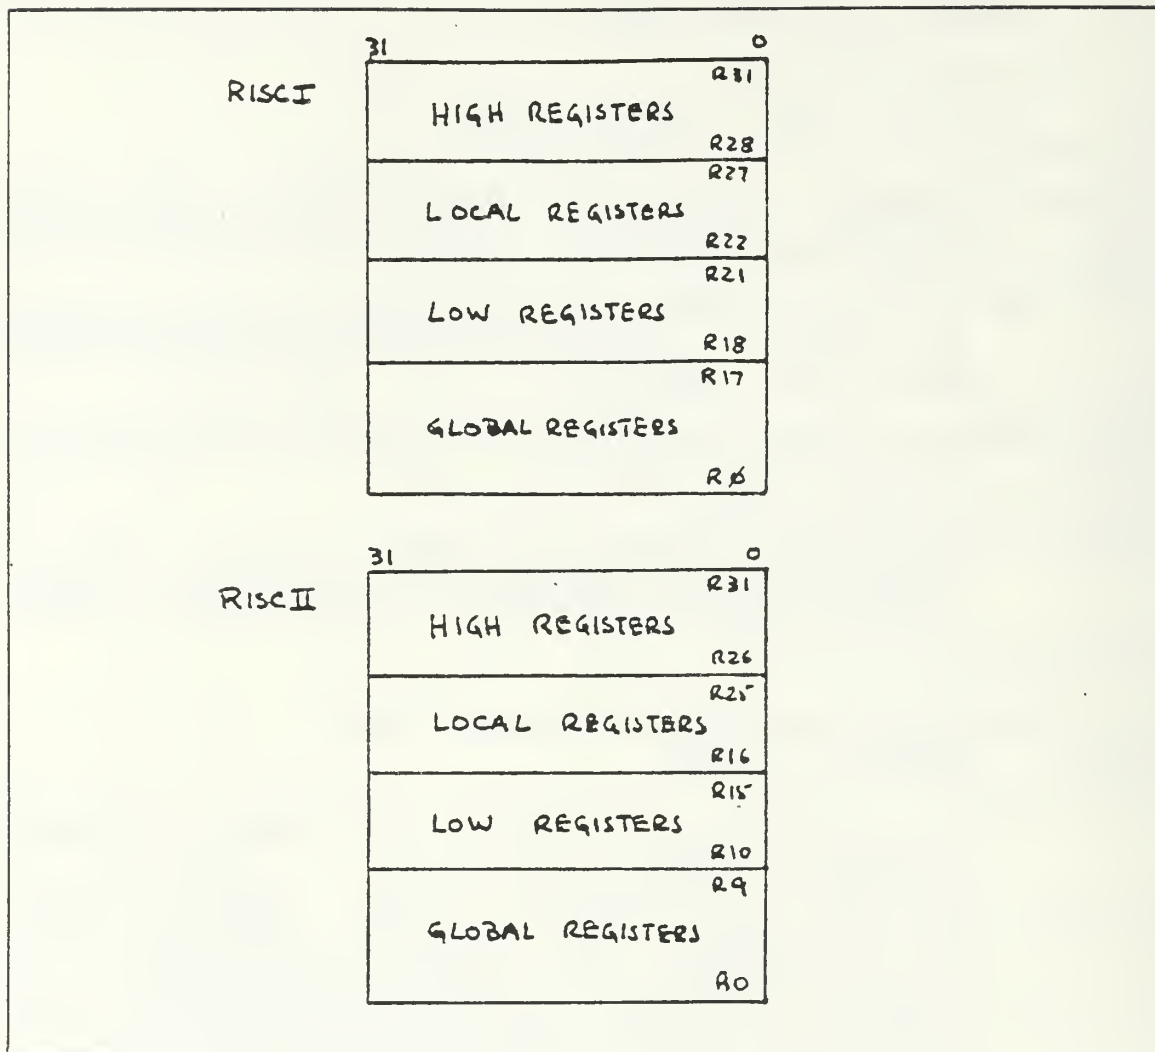 31 0
RISC I
R31
HIGH REGISTERS
R28
R27
LOCAL REGISTERS
R22
R21
LOW REGISTERS
R18
R17
GLOBAL REGISTERS
RØ
31 0
RISC II
R31
HIGH REGISTERS
R26
R25
LOCAL REGISTERS
R16
R15
LOW REGISTERS
R10
R9
GLOBAL REGISTERS
R0